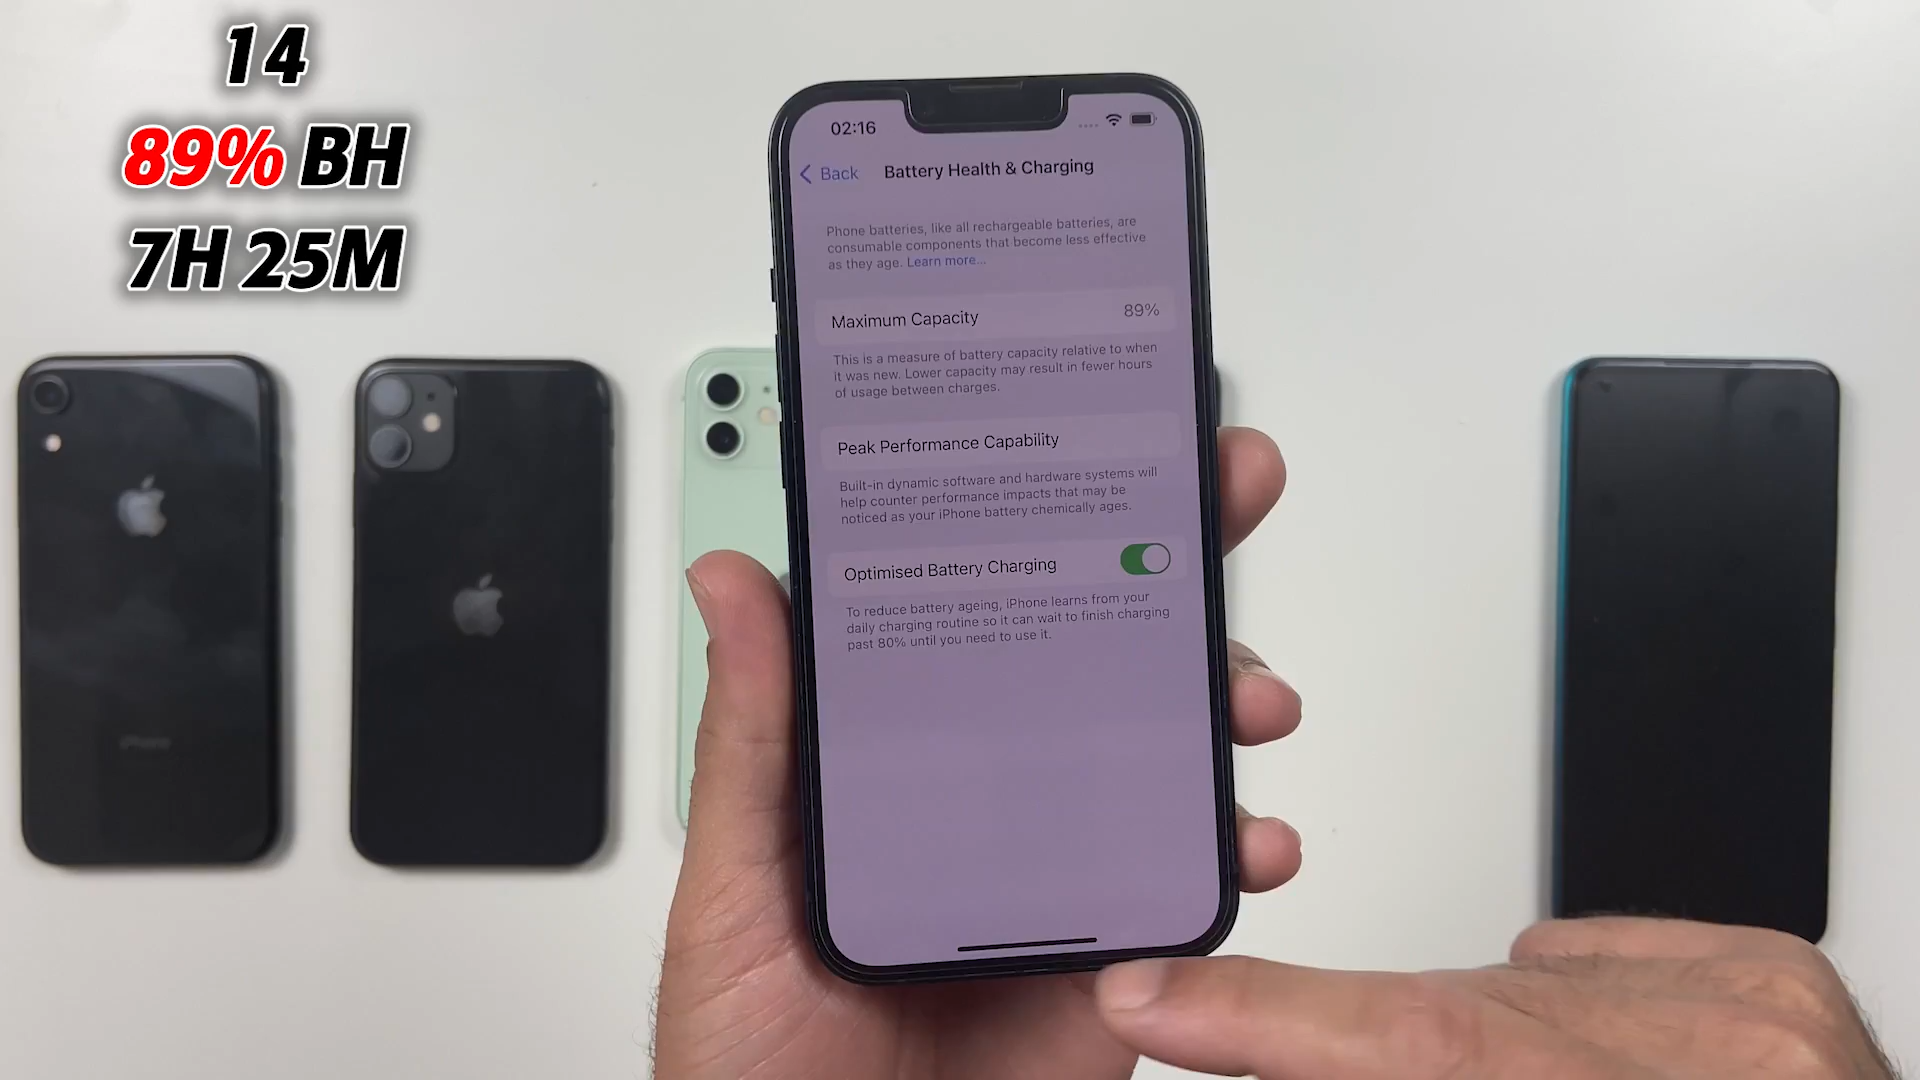 14
89% BH
7H 25M
02:16
Back
Battery Health & Charging
Phone batteries, like all rechargeable batteries, are
consumable components that become less effective
as they age. Learn more...
Maximum Capacity 89%
This is a measure of battery capacity relative to when
it was new. Lower capacity may result in fewer hours
of usage between charges.
Peak Performance Capability
Built-in dynamic software and hardware systems will
help counter performance impacts that may be
noticed as your iPhone battery chemically ages.
Optimised Battery Charging
To reduce battery ageing, iPhone learns from your
daily charging routine so it can wait to finish charging
past 80% until you need to use it.
iPhone